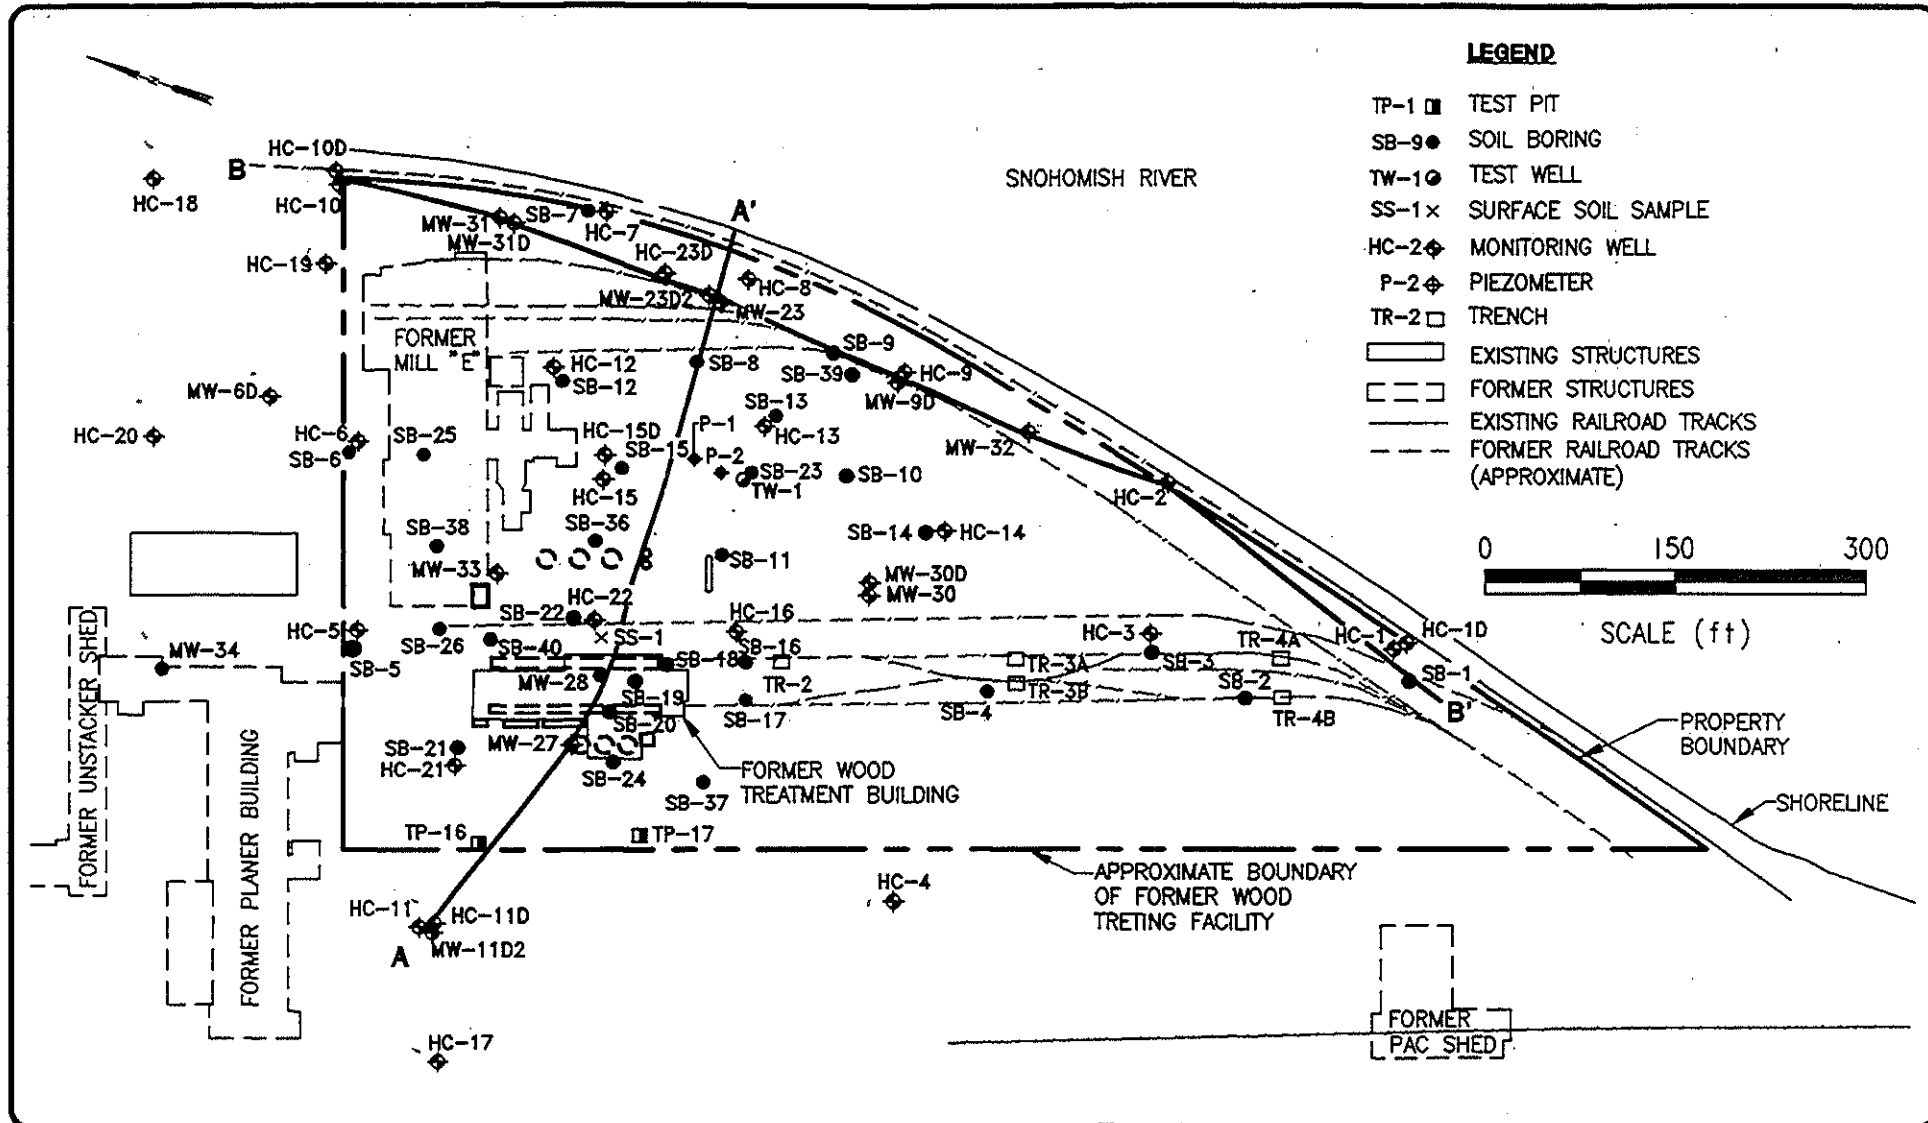 LEGEND
TP-1 TEST PIT
SB-9 SOIL BORING
TW-1 TEST WELL
SS-1 SURFACE SOIL SAMPLE
HC-2 MONITORING WELL
P-2 PIEZOMETER
TR-2 TRENCH
EXISTING STRUCTURES
FORMER STRUCTURES
EXISTING RAILROAD TRACKS
FORMER RAILROAD TRACKS
(APPROXIMATE)
0 150 300
SCALE (ft)
N
SNOHOMISH RIVER
HC-10D
B
HC-18
HC-10
MW-31
MW-31D
SB-7
HC-7
A'
HC-19
HC-23D
HC-8
MW-23D2
MW-23
FORMER
MILL "E"
HC-12
SB-12
SB-8
SB-9
SB-39
HC-9
MW-9D
MW-6D
HC-20
HC-6
SB-6
SB-25
HC-15D
SB-15
HC-15
P-1
P-2
SB-13
HC-13
SB-23
TW-1
SB-10
MW-32
HC-2
SB-38
SB-36
SB-14
HC-14
MW-33
SB-11
MW-30D
MW-30
HC-22
SB-22
SS-1
HC-16
SB-16
HC-5
SB-5
SB-26
SB-40
SB-18
HC-3
SB-3
TR-4A
HC-1
HC-1D
SB-1
MW-34
MW-28
SB-19
TR-2
TR-3A
TR-3B
SB-2
SB-20
SB-17
SB-4
TR-4B
B'
PROPERTY
BOUNDARY
SB-21
HC-21
MW-27
SB-24
SB-37
FORMER WOOD
TREATMENT BUILDING
SHORELINE
FORMER UNSTACKER SHED
FORMER PLANER BUILDING
TP-16
TP-17
APPROXIMATE BOUNDARY
OF FORMER WOOD
TRETING FACILITY
HC-4
HC-11
HC-11D
MW-11D2
A
HC-17
FORMER
PAC SHED